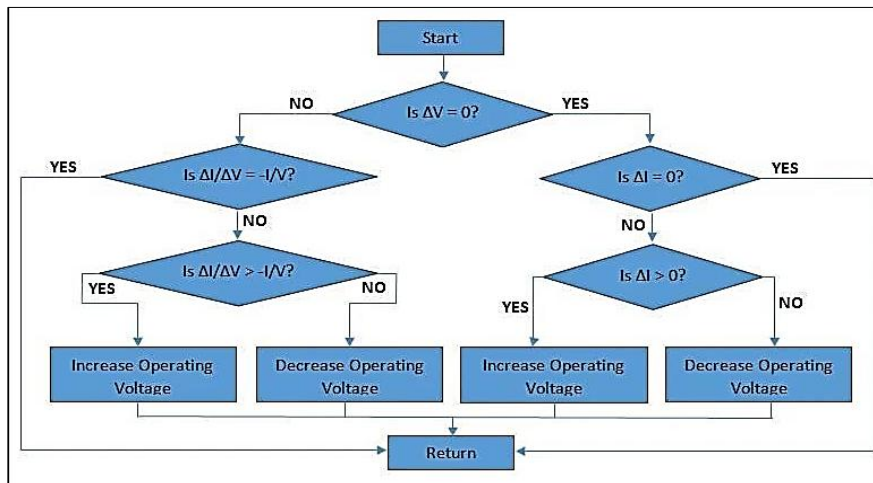 Start
NO
Is ΔV = 0?
YES
YES
Is ΔI/ΔV = -I/V?
Is ΔI = 0?
YES
NO
NO
Is ΔI/ΔV > -I/V?
Is ΔI > 0?
YES
NO
YES
NO
Increase Operating
Voltage
Decrease Operating
Voltage
Increase Operating
Voltage
Decrease Operating
Voltage
Return